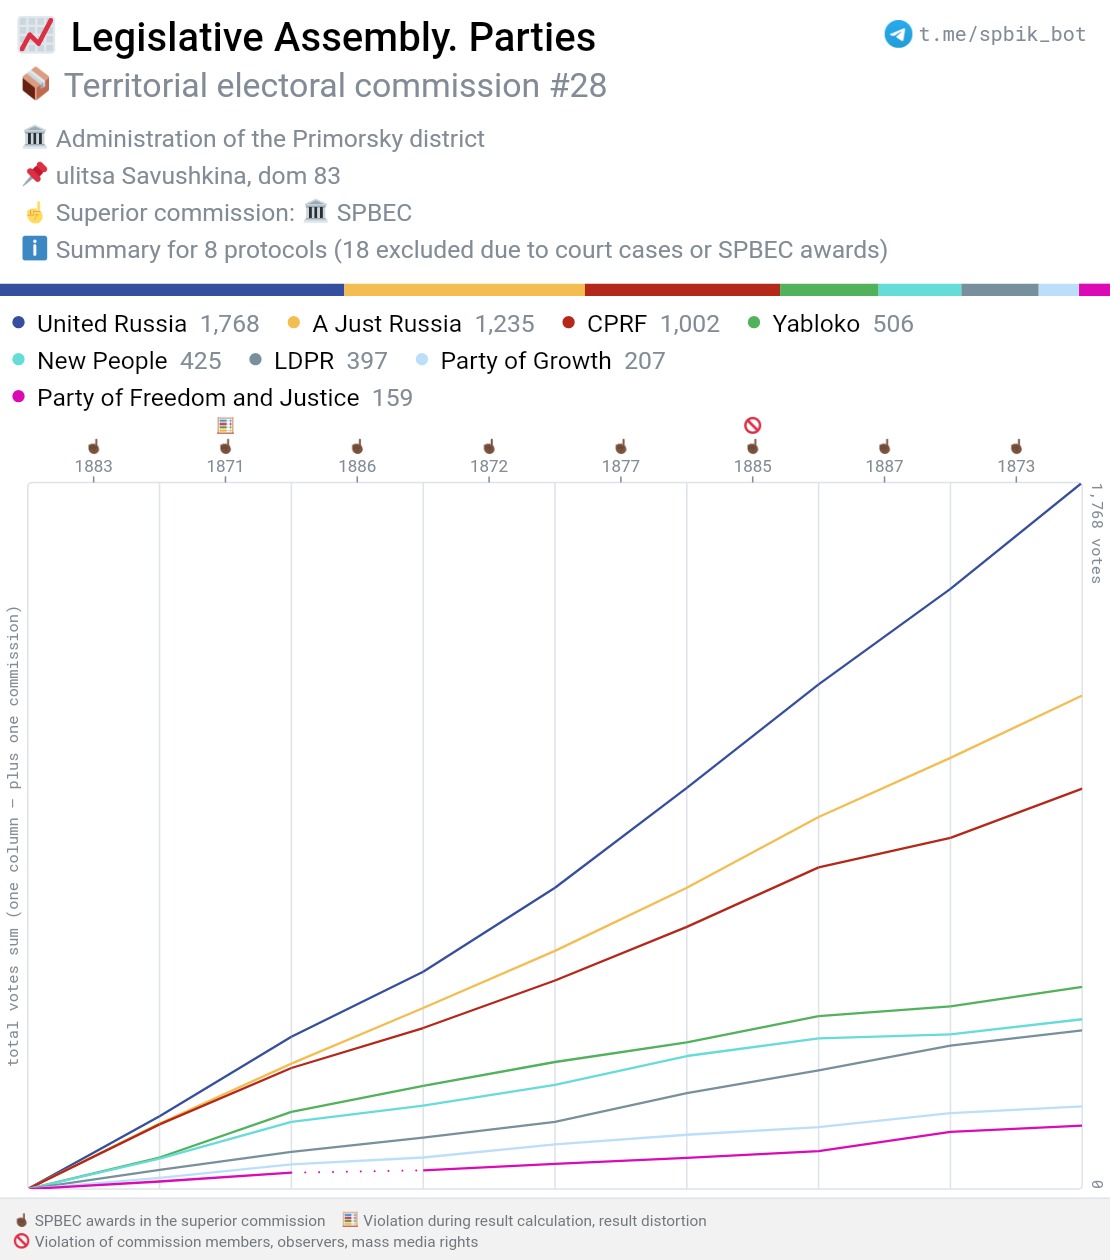 Legislative Assembly. Parties
t.me/spbik_bot
Territorial electoral commission #28
Administration of the Primorsky district
ulitsa Savushkina, dom 83
Superior commission: SPBEC
Summary for 8 protocols (18 excluded due to court cases or SPBEC awards)
United Russia 1,768 A Just Russia 1,235 CPRF 1,002 Yabloko 506
New People 425 LDPR 397 Party of Growth 207
Party of Freedom and Justice 159
1883 1871 1886 1872 1877 1885 1887 1873
1,768 votes
total votes sum (one column – plus one commission)
0
SPBEC awards in the superior commission Violation during result calculation, result distortion
Violation of commission members, observers, mass media rights